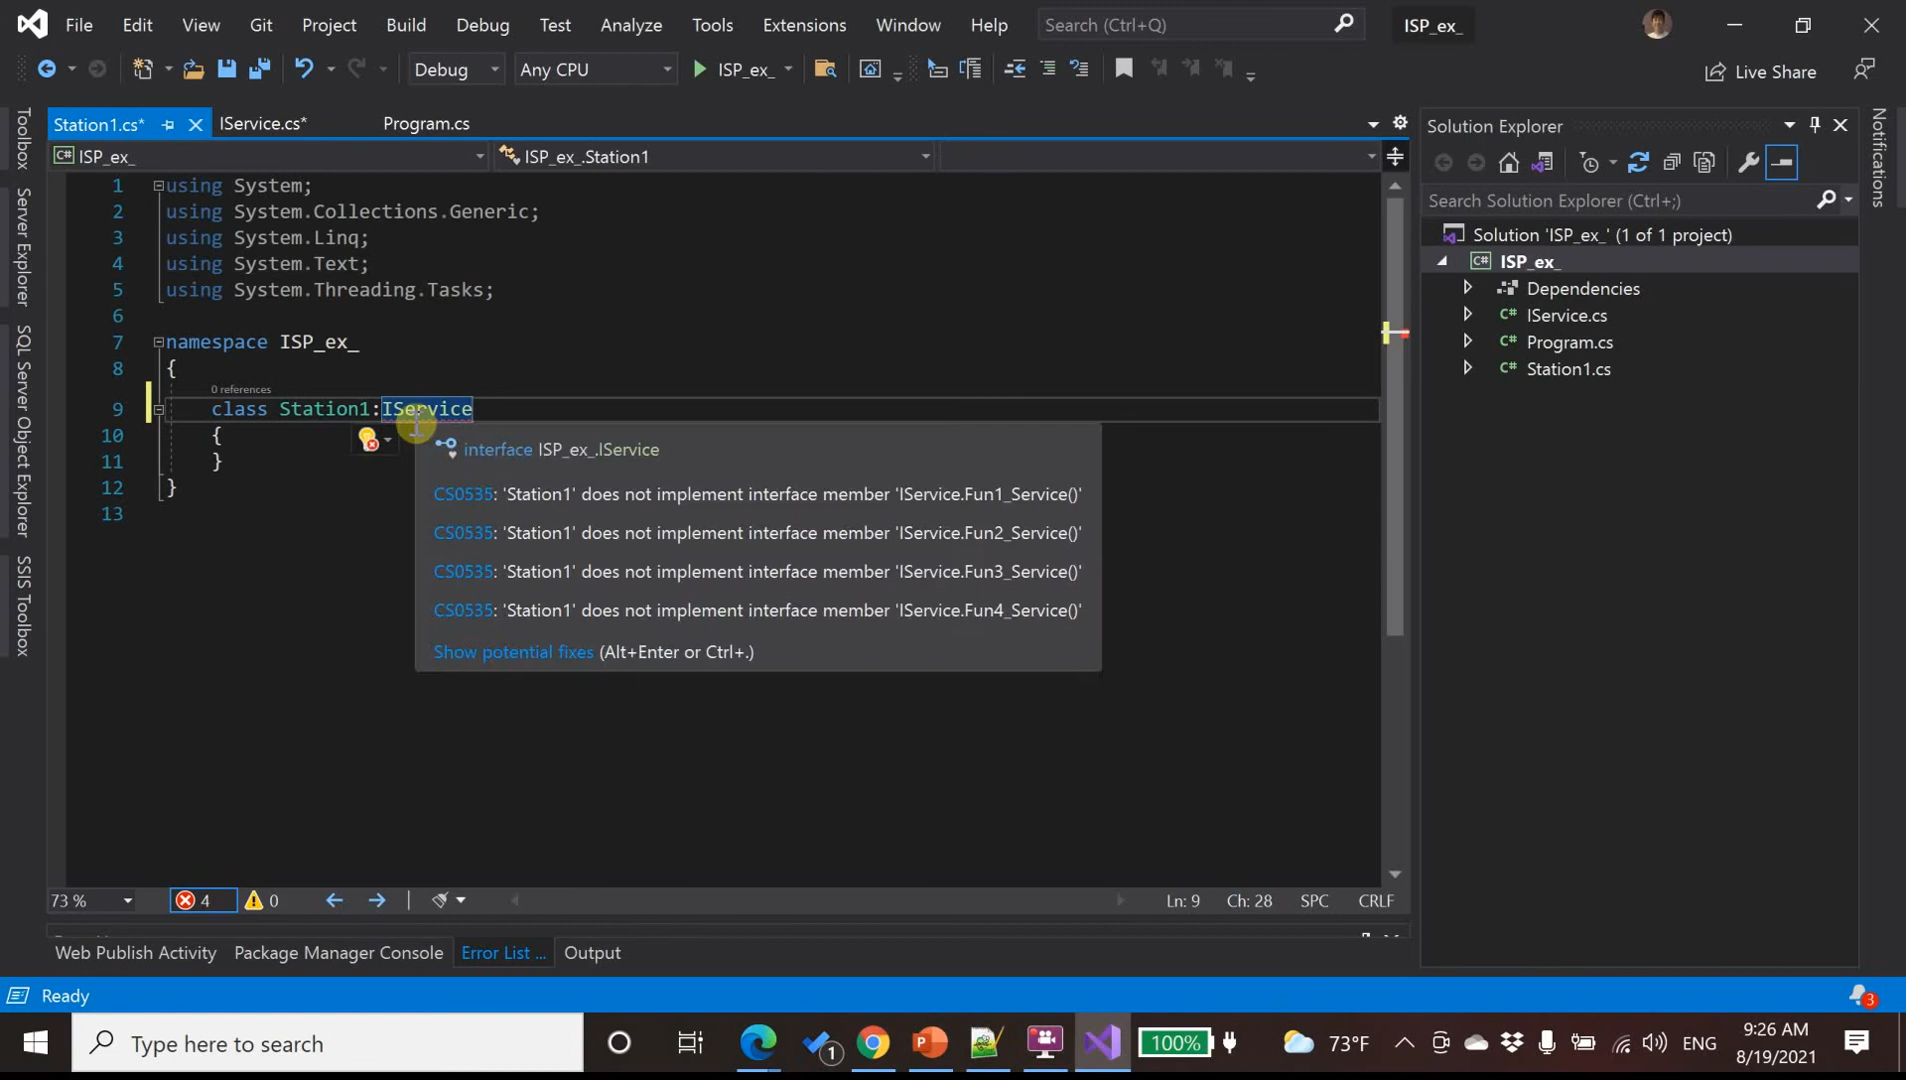 File Edit View Git Project Build Debug Test Analyze Tools Extensions Window Help Search (Ctrl+Q) ISP_ex_
Debug Any CPU ISP_ex_ Live Share
Station1.cs* IService.cs* Program.cs
ISP_ex_ ISP_ex_.Station1
1 using System;
2 using System.Collections.Generic;
3 using System.Linq;
4 using System.Text;
5 using System.Threading.Tasks;
6
7 namespace ISP_ex_
8 {
0 references
9 class Station1:IService
10 {
11 }
12 }
13
interface ISP_ex_.IService
CS0535: 'Station1' does not implement interface member 'IService.Fun1_Service()'
CS0535: 'Station1' does not implement interface member 'IService.Fun2_Service()'
CS0535: 'Station1' does not implement interface member 'IService.Fun3_Service()'
CS0535: 'Station1' does not implement interface member 'IService.Fun4_Service()'
Show potential fixes (Alt+Enter or Ctrl+.)
Toolbox
Server Explorer
SQL Server Object Explorer
SSIS Toolbox
Solution Explorer
Search Solution Explorer (Ctrl+;)
Solution 'ISP_ex_' (1 of 1 project)
C# ISP_ex_
Dependencies
C# IService.cs
C# Program.cs
C# Station1.cs
Notifications
73 % 4 0 Ln: 9 Ch: 28 SPC CRLF
Web Publish Activity Package Manager Console Error List ... Output
Ready 3
Type here to search 1 100% 73°F ENG 9:26 AM
8/19/2021